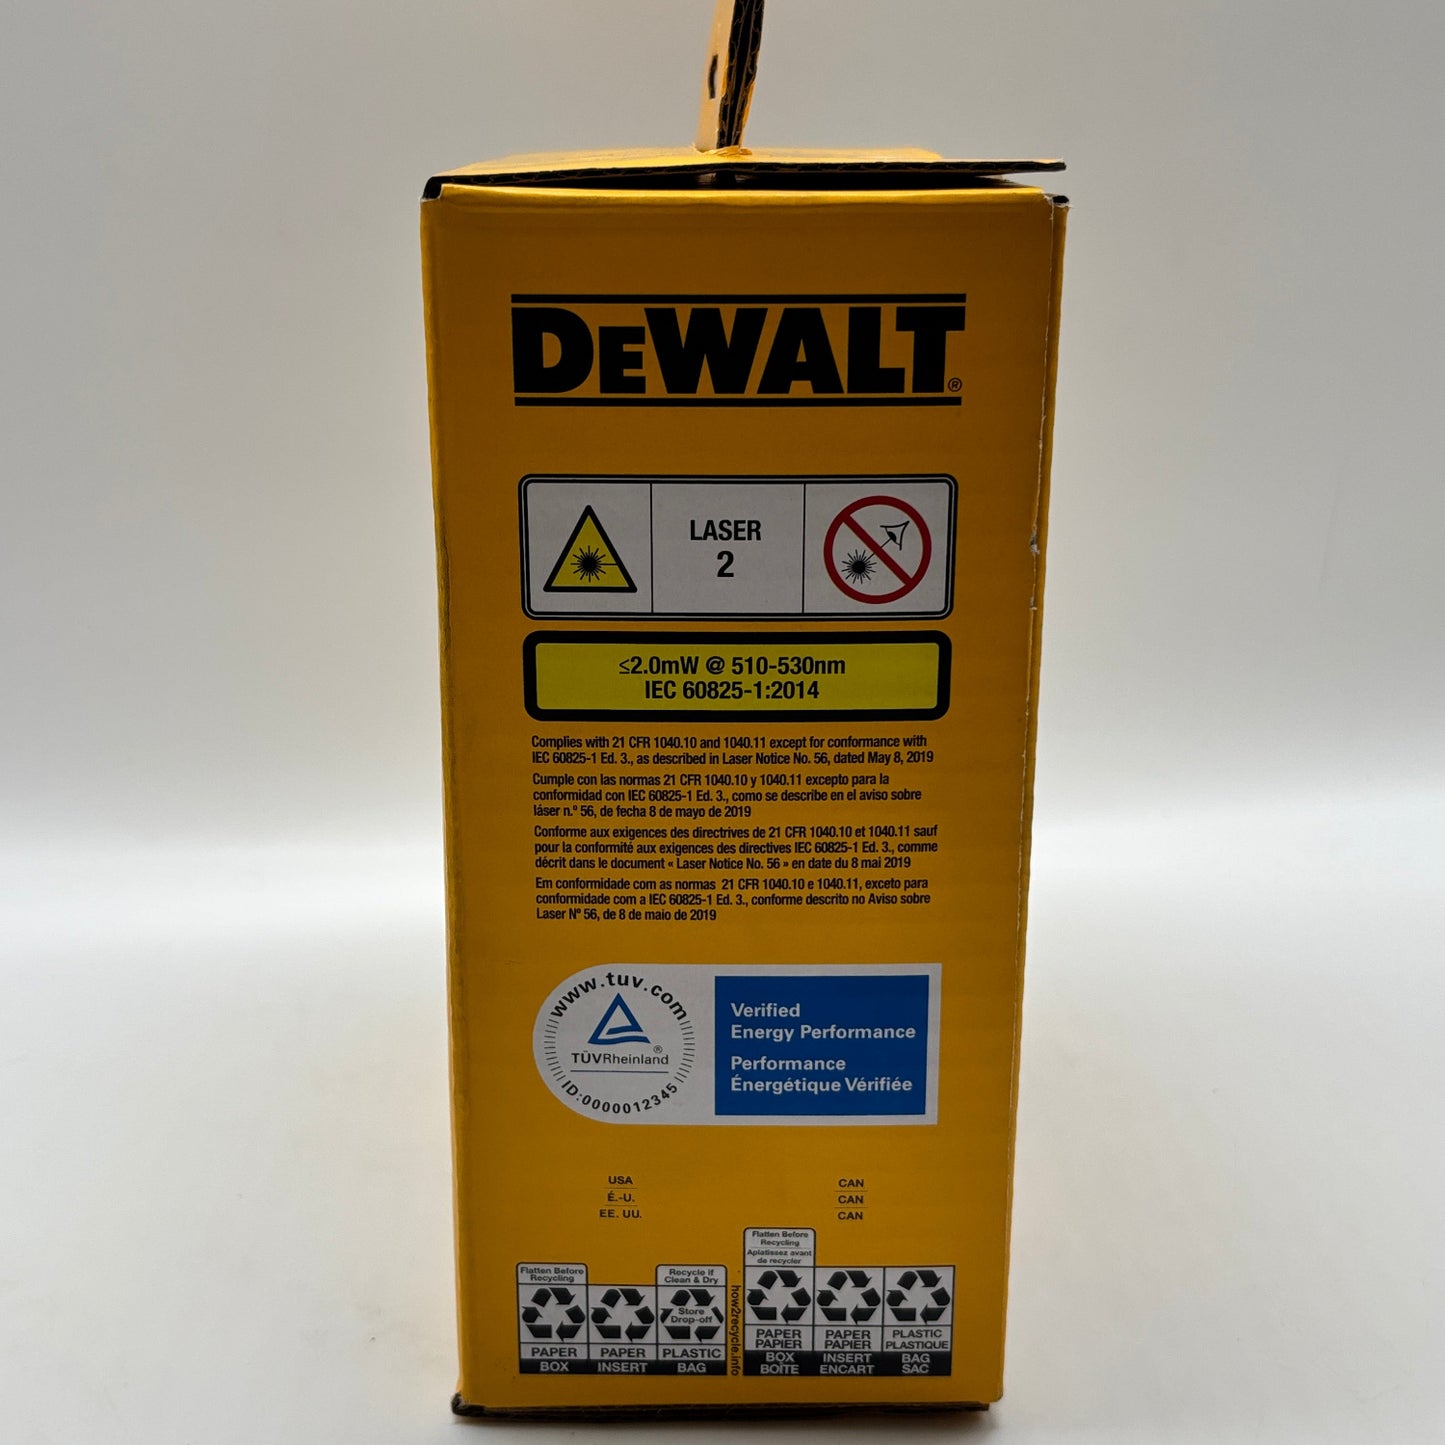 DEWALT®
LASER
2
≤2.0mW @ 510-530nm
IEC 60825-1:2014
Complies with 21 CFR 1040.10 and 1040.11 except for conformance with
IEC 60825-1 Ed. 3., as described in Laser Notice No. 56, dated May 8, 2019
Cumple con las normas 21 CFR 1040.10 y 1040.11 excepto para la
conformidad con IEC 60825-1 Ed. 3., como se describe en el aviso sobre
láser n.º 56, de fecha 8 de mayo de 2019
Conforme aux exigences des directrives de 21 CFR 1040.10 et 1040.11 sauf
pour la conformité aux exigences des directives IEC 60825-1 Ed. 3., comme
décrit dans le document « Laser Notice No. 56 » en date du 8 mai 2019
Em conformidade com as normas 21 CFR 1040.10 e 1040.11, exceto para
conformidade com a IEC 60825-1 Ed. 3., conforme descrito no Aviso sobre
Laser Nº 56, de 8 de maio de 2019
www.tuv.com
TÜVRheinland®
ID:0000012345
Verified
Energy Performance
Performance
Énergétique Vérifiée
USA
É.-U.
EE. UU.
CAN
CAN
CAN
Flatten Before
Recycling
PAPER
BOX
PAPER
INSERT
Recycle if
Clean & Dry
Store
Drop-off
PLASTIC
BAG
how2recycle.info
Flatten Before
Recycling
Aplatissez avant
de recycler
PAPER
PAPIER
BOX
BOÎTE
PAPER
PAPIER
INSERT
ENCART
PLASTIC
PLASTIQUE
BAG
SAC